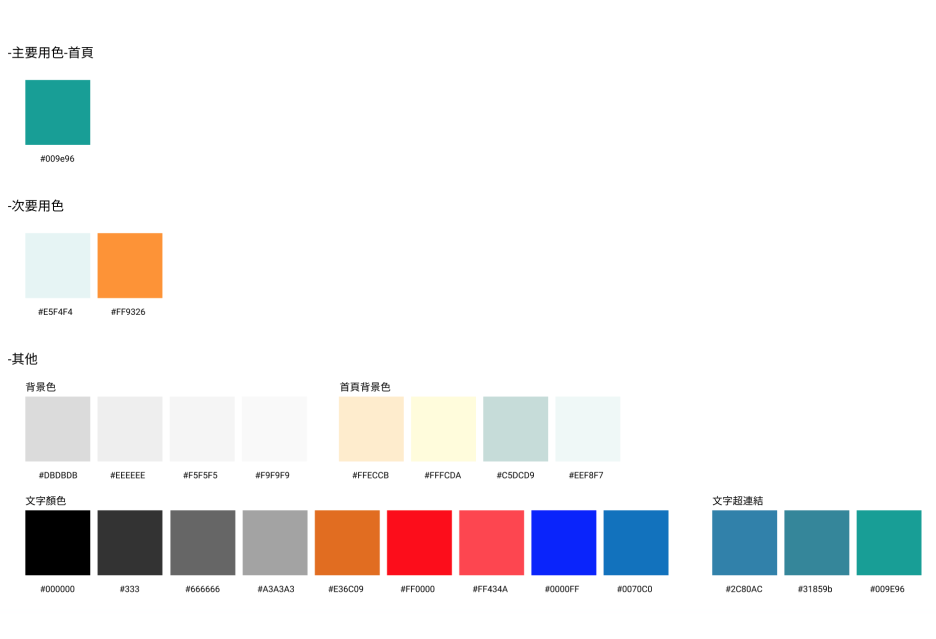 -主要用色-首頁
#009e96
-次要用色
#E5F4F4 #FF9326
-其他
背景色 首頁背景色
#DBDBDB #EEEEEE #F5F5F5 #F9F9F9 #FFECCB #FFFCDA #C5DCD9 #EEF8F7
文字顏色 文字超連結
#000000 #333 #666666 #A3A3A3 #E36C09 #FF0000 #FF434A #0000FF #0070C0 #2C80AC #31859b #009E96